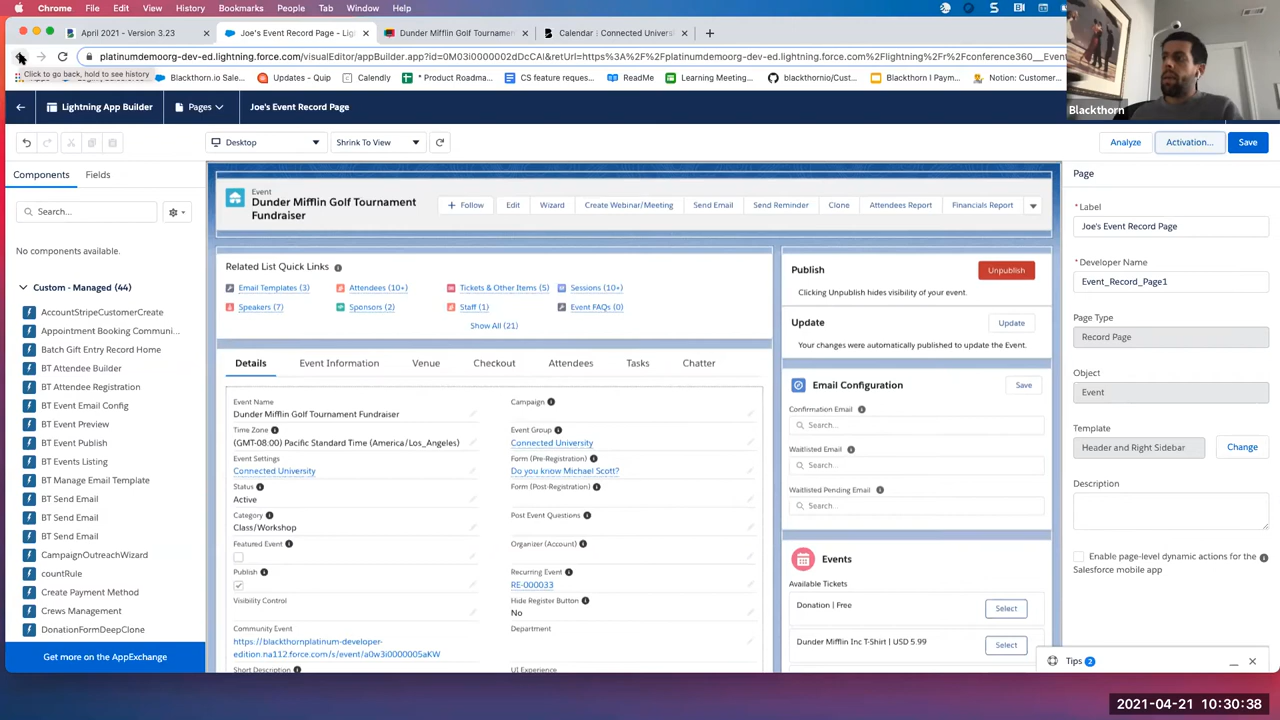 Chrome File Edit View History Bookmarks People Tab Window Help
April 2021 - Version 3.23
Joe's Event Record Page - Li
Dunder Mifflin Golf Tournamen
Calendar | Connected Univers
platinumdemoorg-dev-ed.lightning.force.com/visualEditor/appBuilder.app?id=0M03i0000002dDcCAI&retUrl=https%3A%2F%2Fplatinumdemoorg-dev-ed.lightning.force.com%2Flightning%2Fr%2Fconference360__Event
Click to go back, hold to see history
Blackthorn.io Sale...
Updates - Quip
Calendly
* Product Roadma...
CS feature reques...
ReadMe
Learning Meeting...
github.com/blackthornio/Cust...
Blackthorn | Paym...
Notion: Customer
Blackthorn
Lightning App Builder
Pages
Joe's Event Record Page
Desktop
Shrink To View
Analyze
Activation...
Save
Components
Fields
Search...
No components available.
Custom - Managed (44)
AccountStripeCustomerCreate
Appointment Booking Communi...
Batch Gift Entry Record Home
BT Attendee Builder
BT Attendee Registration
BT Event Email Config
BT Event Preview
BT Event Publish
BT Events Listing
BT Manage Email Template
BT Send Email
BT Send Email
BT Send Email
CampaignOutreachWizard
countRule
Create Payment Method
Crews Management
DonationFormDeepClone
Get more on the AppExchange
Event
Dunder Mifflin Golf Tournament
Fundraiser
Follow
Edit
Wizard
Create Webinar/Meeting
Send Email
Send Reminder
Clone
Attendees Report
Financials Report
Related List Quick Links
Email Templates (3)
Attendees (10+)
Tickets & Other Items (5)
Sessions (10+)
Speakers (7)
Sponsors (2)
Staff (1)
Event FAQs (0)
Show All (21)
Details
Event Information
Venue
Checkout
Attendees
Tasks
Chatter
Event Name
Dunder Mifflin Golf Tournament Fundraiser
Time Zone
(GMT-08:00) Pacific Standard Time (America/Los_Angeles)
Event Settings
Connected University
Status
Active
Category
Class/Workshop
Featured Event
Publish
Visibility Control
Community Event
https://blackthornplatinum-developer-
edition.na112.force.com/s/event/a0w3i0000005aKW
Short Description
Campaign
Event Group
Connected University
Form (Pre-Registration)
Do you know Michael Scott?
Form (Post-Registration)
Post Event Questions
Organizer (Account)
Recurring Event
RE-000033
Hide Register Button
No
Department
UI Experience
Publish
Unpublish
Clicking Unpublish hides visibility of your event.
Update
Update
Your changes were automatically published to update the Event.
Email Configuration
Save
Confirmation Email
Search...
Waitlisted Email
Search...
Waitlisted Pending Email
Search...
Events
Available Tickets
Donation | Free
Select
Dunder Mifflin Inc T-Shirt | USD 5.99
Select
Page
* Label
Joe's Event Record Page
* Developer Name
Event_Record_Page1
Page Type
Record Page
Object
Event
Template
Header and Right Sidebar
Change
Description
Enable page-level dynamic actions for the
Salesforce mobile app
Tips 2
2021-04-21 10:30:38